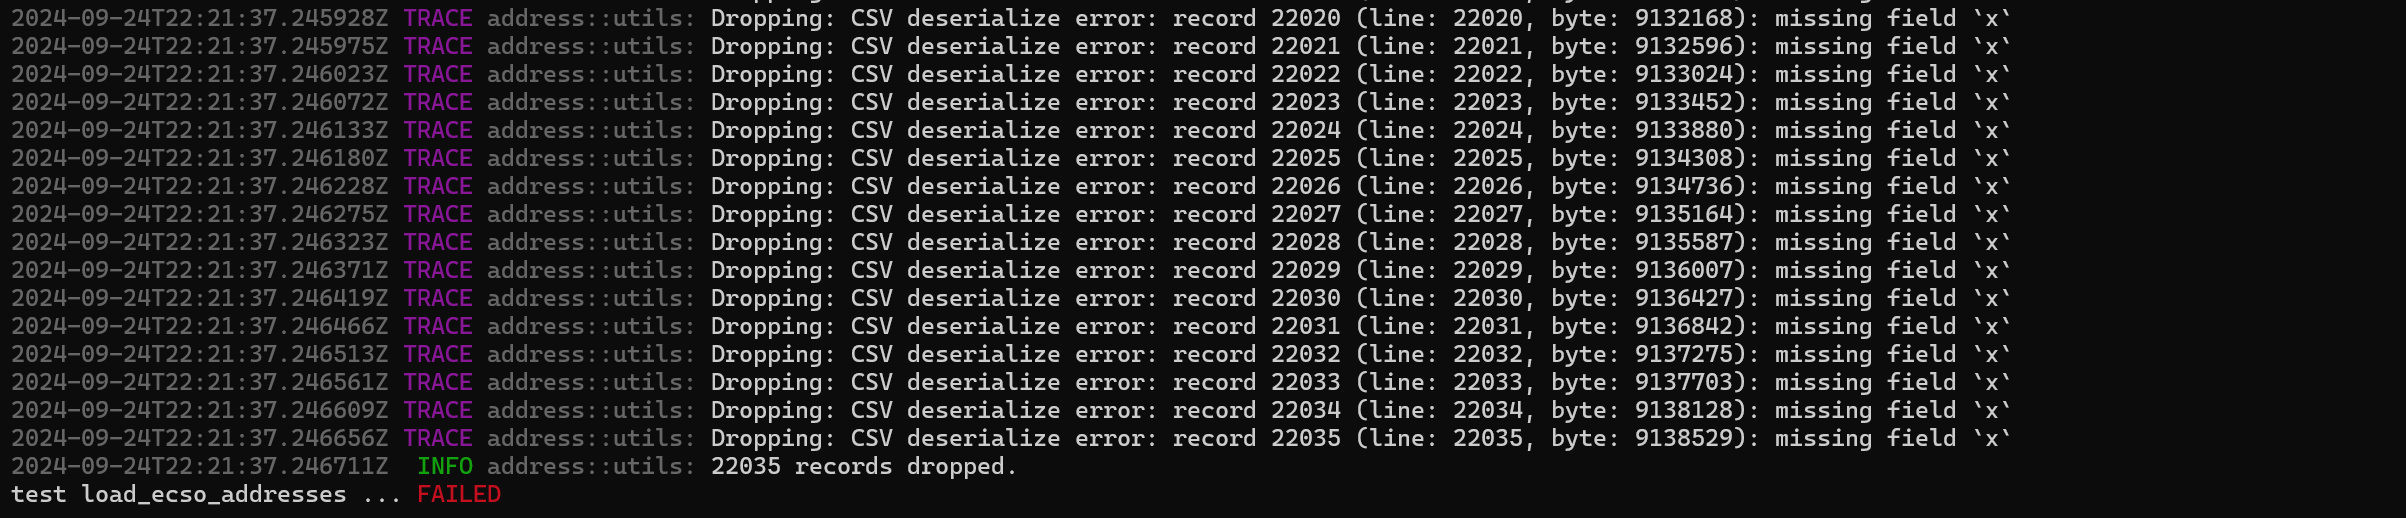 2024-09-24T22:21:37.245928Z TRACE address::utils: Dropping: CSV deserialize error: record 22020 (line: 22020, byte: 9132168): missing field `x`
2024-09-24T22:21:37.245975Z TRACE address::utils: Dropping: CSV deserialize error: record 22021 (line: 22021, byte: 9132596): missing field `x`
2024-09-24T22:21:37.246023Z TRACE address::utils: Dropping: CSV deserialize error: record 22022 (line: 22022, byte: 9133024): missing field `x`
2024-09-24T22:21:37.246072Z TRACE address::utils: Dropping: CSV deserialize error: record 22023 (line: 22023, byte: 9133452): missing field `x`
2024-09-24T22:21:37.246133Z TRACE address::utils: Dropping: CSV deserialize error: record 22024 (line: 22024, byte: 9133880): missing field `x`
2024-09-24T22:21:37.246180Z TRACE address::utils: Dropping: CSV deserialize error: record 22025 (line: 22025, byte: 9134308): missing field `x`
2024-09-24T22:21:37.246228Z TRACE address::utils: Dropping: CSV deserialize error: record 22026 (line: 22026, byte: 9134736): missing field `x`
2024-09-24T22:21:37.246275Z TRACE address::utils: Dropping: CSV deserialize error: record 22027 (line: 22027, byte: 9135164): missing field `x`
2024-09-24T22:21:37.246323Z TRACE address::utils: Dropping: CSV deserialize error: record 22028 (line: 22028, byte: 9135587): missing field `x`
2024-09-24T22:21:37.246371Z TRACE address::utils: Dropping: CSV deserialize error: record 22029 (line: 22029, byte: 9136007): missing field `x`
2024-09-24T22:21:37.246419Z TRACE address::utils: Dropping: CSV deserialize error: record 22030 (line: 22030, byte: 9136427): missing field `x`
2024-09-24T22:21:37.246466Z TRACE address::utils: Dropping: CSV deserialize error: record 22031 (line: 22031, byte: 9136842): missing field `x`
2024-09-24T22:21:37.246513Z TRACE address::utils: Dropping: CSV deserialize error: record 22032 (line: 22032, byte: 9137275): missing field `x`
2024-09-24T22:21:37.246561Z TRACE address::utils: Dropping: CSV deserialize error: record 22033 (line: 22033, byte: 9137703): missing field `x`
2024-09-24T22:21:37.246609Z TRACE address::utils: Dropping: CSV deserialize error: record 22034 (line: 22034, byte: 9138128): missing field `x`
2024-09-24T22:21:37.246656Z TRACE address::utils: Dropping: CSV deserialize error: record 22035 (line: 22035, byte: 9138529): missing field `x`
2024-09-24T22:21:37.246711Z  INFO address::utils: 22035 records dropped.
test load_ecso_addresses ... FAILED